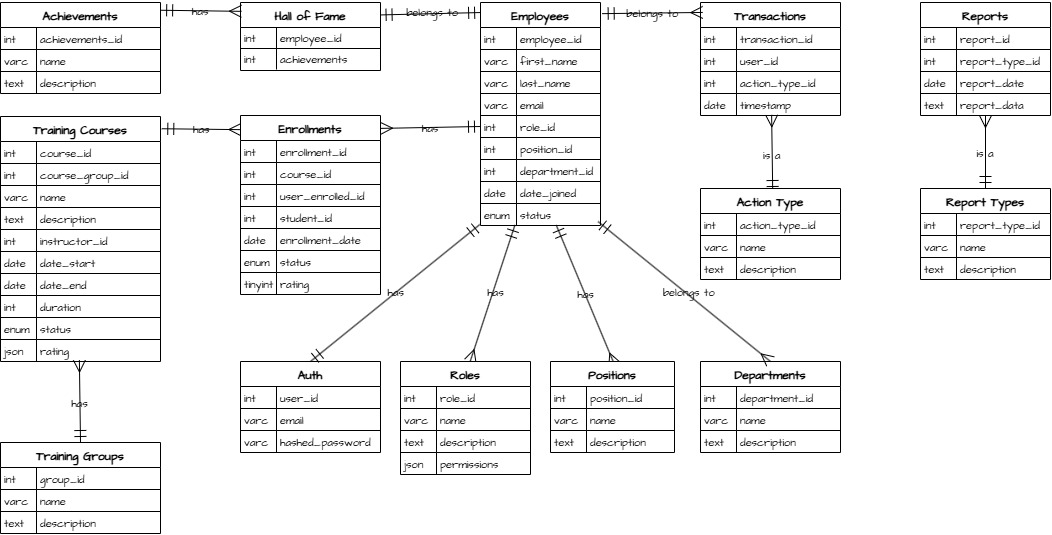 Achievements
int achievements_id
varc name
text description
has
Hall of Fame
int employee_id
int achievements
belongs to
Employees
int employee_id
varc first_name
varc last_name
varc email
int role_id
int position_id
int department_id
date date_joined
enum status
belongs to
Transactions
int transaction_id
int user_id
int action_type_id
date timestamp
Reports
int report_id
int report_type_id
date report_date
text report_data
Training Courses
int course_id
int course_group_id
varc name
text description
int instructor_id
date date_start
date date_end
int duration
enum status
json rating
has
Enrollments
int enrollment_id
int course_id
int user_enrolled_id
int student_id
date enrollment_date
enum status
tinyint rating
has
is a
is a
Action Type
int action_type_id
varc name
text description
Report Types
int report_type_id
varc name
text description
has
has
has
belongs to
Auth
int user_id
varc email
varc hashed_password
Roles
int role_id
varc name
text description
json permissions
Positions
int position_id
varc name
text description
Departments
int department_id
varc name
text description
has
Training Groups
int group_id
varc name
text description